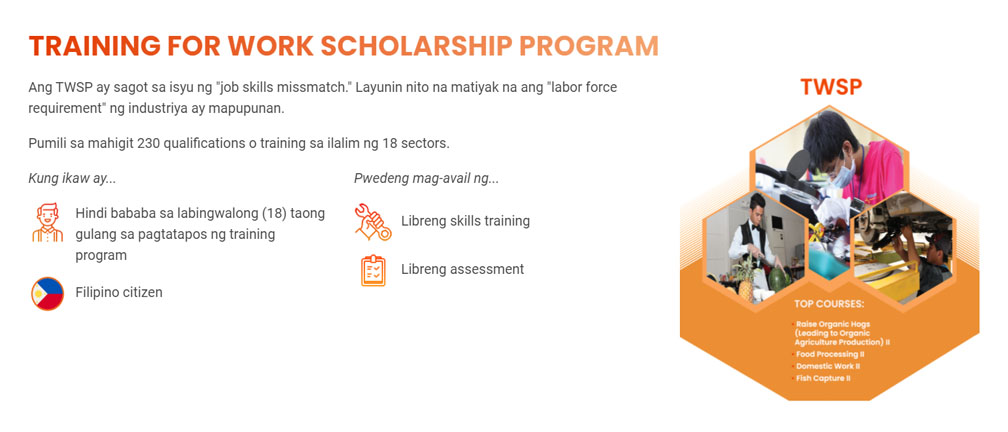 TRAINING FOR WORK SCHOLARSHIP PROGRAM
Ang TWSP ay sagot sa isyu ng "job skills missmatch." Layunin nito na matiyak na ang "labor force
requirement" ng industriya ay mapupunan.
Pumili sa mahigit 230 qualifications o training sa ilalim ng 18 sectors.
Kung ikaw ay...
Hindi bababa sa labingwalong (18) taong
gulang sa pagtatapos ng training
program
Filipino citizen
Pwedeng mag-avail ng...
Libreng skills training
Libreng assessment
TWSP
TOP COURSES:
• Raise Organic Hogs
(Leading to Organic
Agriculture Production) II
• Food Processing II
• Domestic Work II
• Fish Capture II